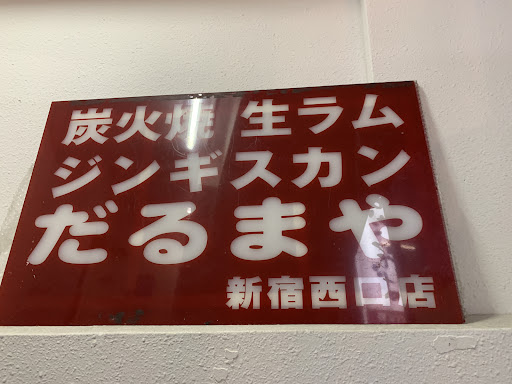 炭火焼 生ラム
ジンギスカン
だるまや
新宿西口店